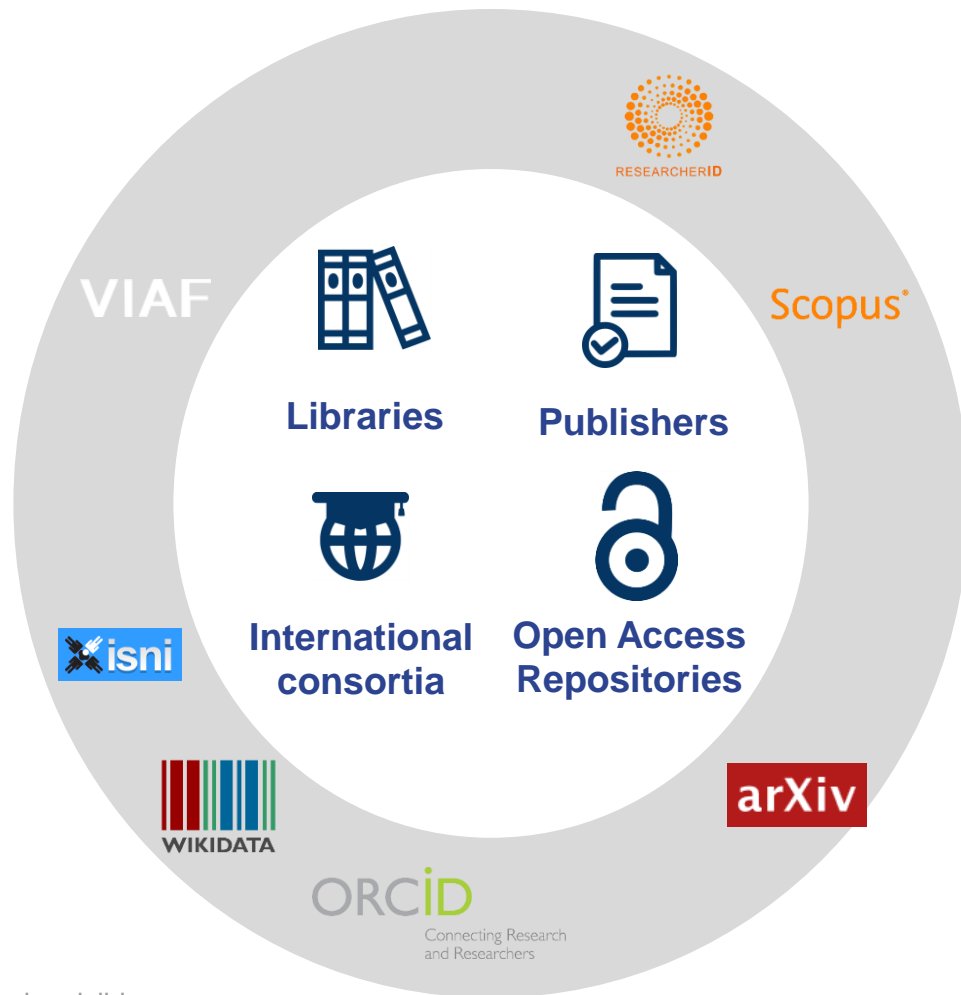 RESEARCHERID
VIAF
Scopus®
Libraries
Publishers
International
consortia
Open Access
Repositories
isni
WIKIDATA
arXiv
ORCID
Connecting Research
and Researchers